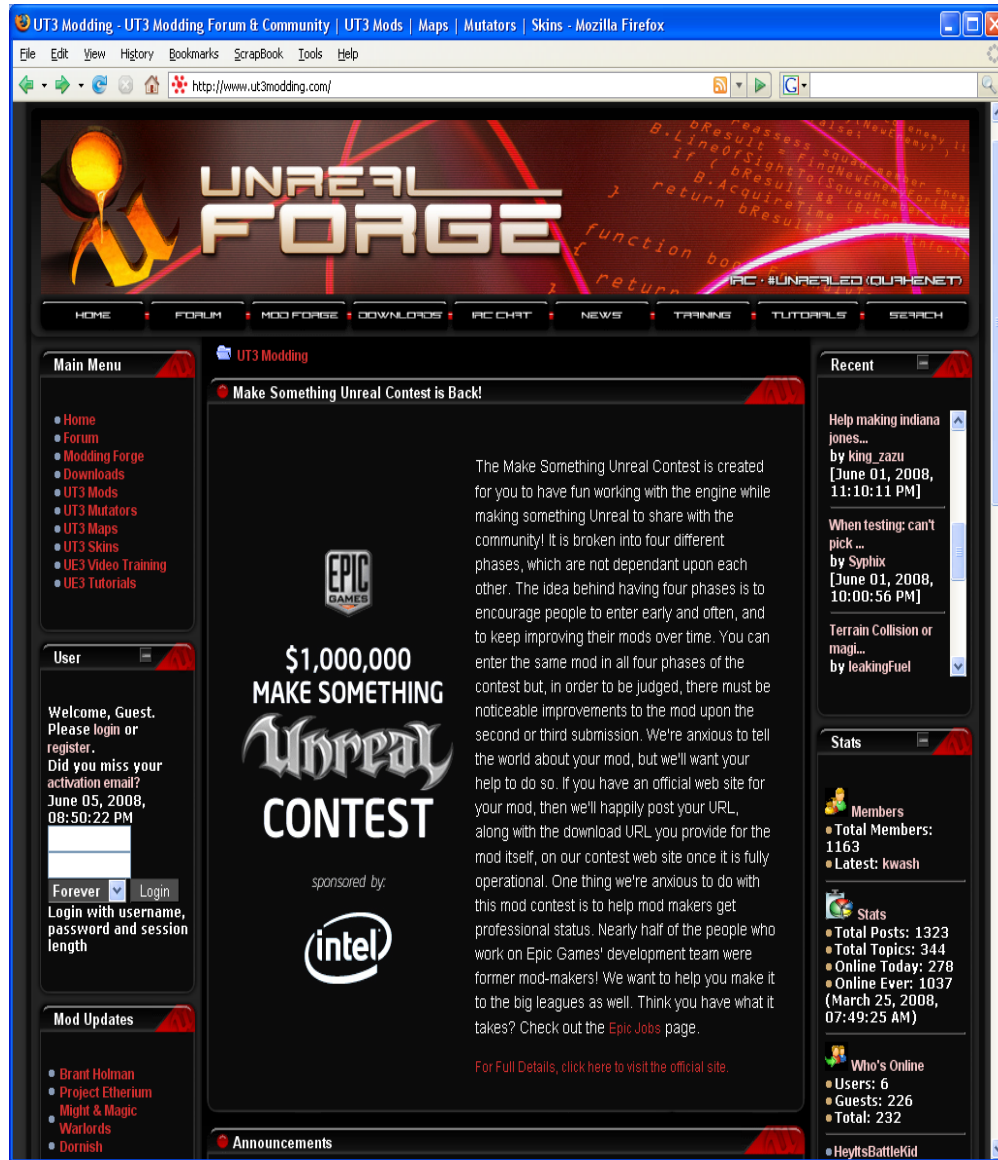 UT3 Modding - UT3 Modding Forum & Community | UT3 Mods | Maps | Mutators | Skins - Mozilla Firefox
File Edit View History Bookmarks ScrapBook Tools Help
http://www.ut3modding.com/
G
UNREAL
FORGE
IRC - #UNREALED (QUAKENET)
HOME FORUM MOD FORGE DOWNLOADS IRC CHAT NEWS TRAINING TUTORIALS SEARCH
Main Menu
Home
Forum
Modding Forge
Downloads
UT3 Mods
UT3 Mutators
UT3 Maps
UT3 Skins
UE3 Video Training
UE3 Tutorials
User
Welcome, Guest.
Please login or
register.
Did you miss your
activation email?
June 05, 2008,
08:50:22 PM
Forever Login
Login with username,
password and session
length
Mod Updates
Brant Holman
Project Etherium
Might & Magic
Warlords
Dornish
UT3 Modding
Make Something Unreal Contest is Back!
EPIC
GAMES
$1,000,000
MAKE SOMETHING
Unreal
CONTEST
sponsored by:
intel
The Make Something Unreal Contest is created
for you to have fun working with the engine while
making something Unreal to share with the
community! It is broken into four different
phases, which are not dependant upon each
other. The idea behind having four phases is to
encourage people to enter early and often, and
to keep improving their mods over time. You can
enter the same mod in all four phases of the
contest but, in order to be judged, there must be
noticeable improvements to the mod upon the
second or third submission. We're anxious to tell
the world about your mod, but we'll want your
help to do so. If you have an official web site for
your mod, then we'll happily post your URL,
along with the download URL you provide for the
mod itself, on our contest web site once it is fully
operational. One thing we're anxious to do with
this mod contest is to help mod makers get
professional status. Nearly half of the people who
work on Epic Games' development team were
former mod-makers! We want to help you make it
to the big leagues as well. Think you have what it
takes? Check out the Epic Jobs page.
For Full Details, click here to visit the official site.
Announcements
Recent
Help making indiana
jones...
by king_zazu
[June 01, 2008,
11:10:11 PM]
When testing: can't
pick ...
by Syphix
[June 01, 2008,
10:00:56 PM]
Terrain Collision or
magi...
by leakingFuel
Stats
Members
Total Members:
1163
Latest: kwash
Stats
Total Posts: 1323
Total Topics: 344
Online Today: 278
Online Ever: 1037
(March 25, 2008,
07:49:25 AM)
Who's Online
Users: 6
Guests: 226
Total: 232
HeyItsBattleKid